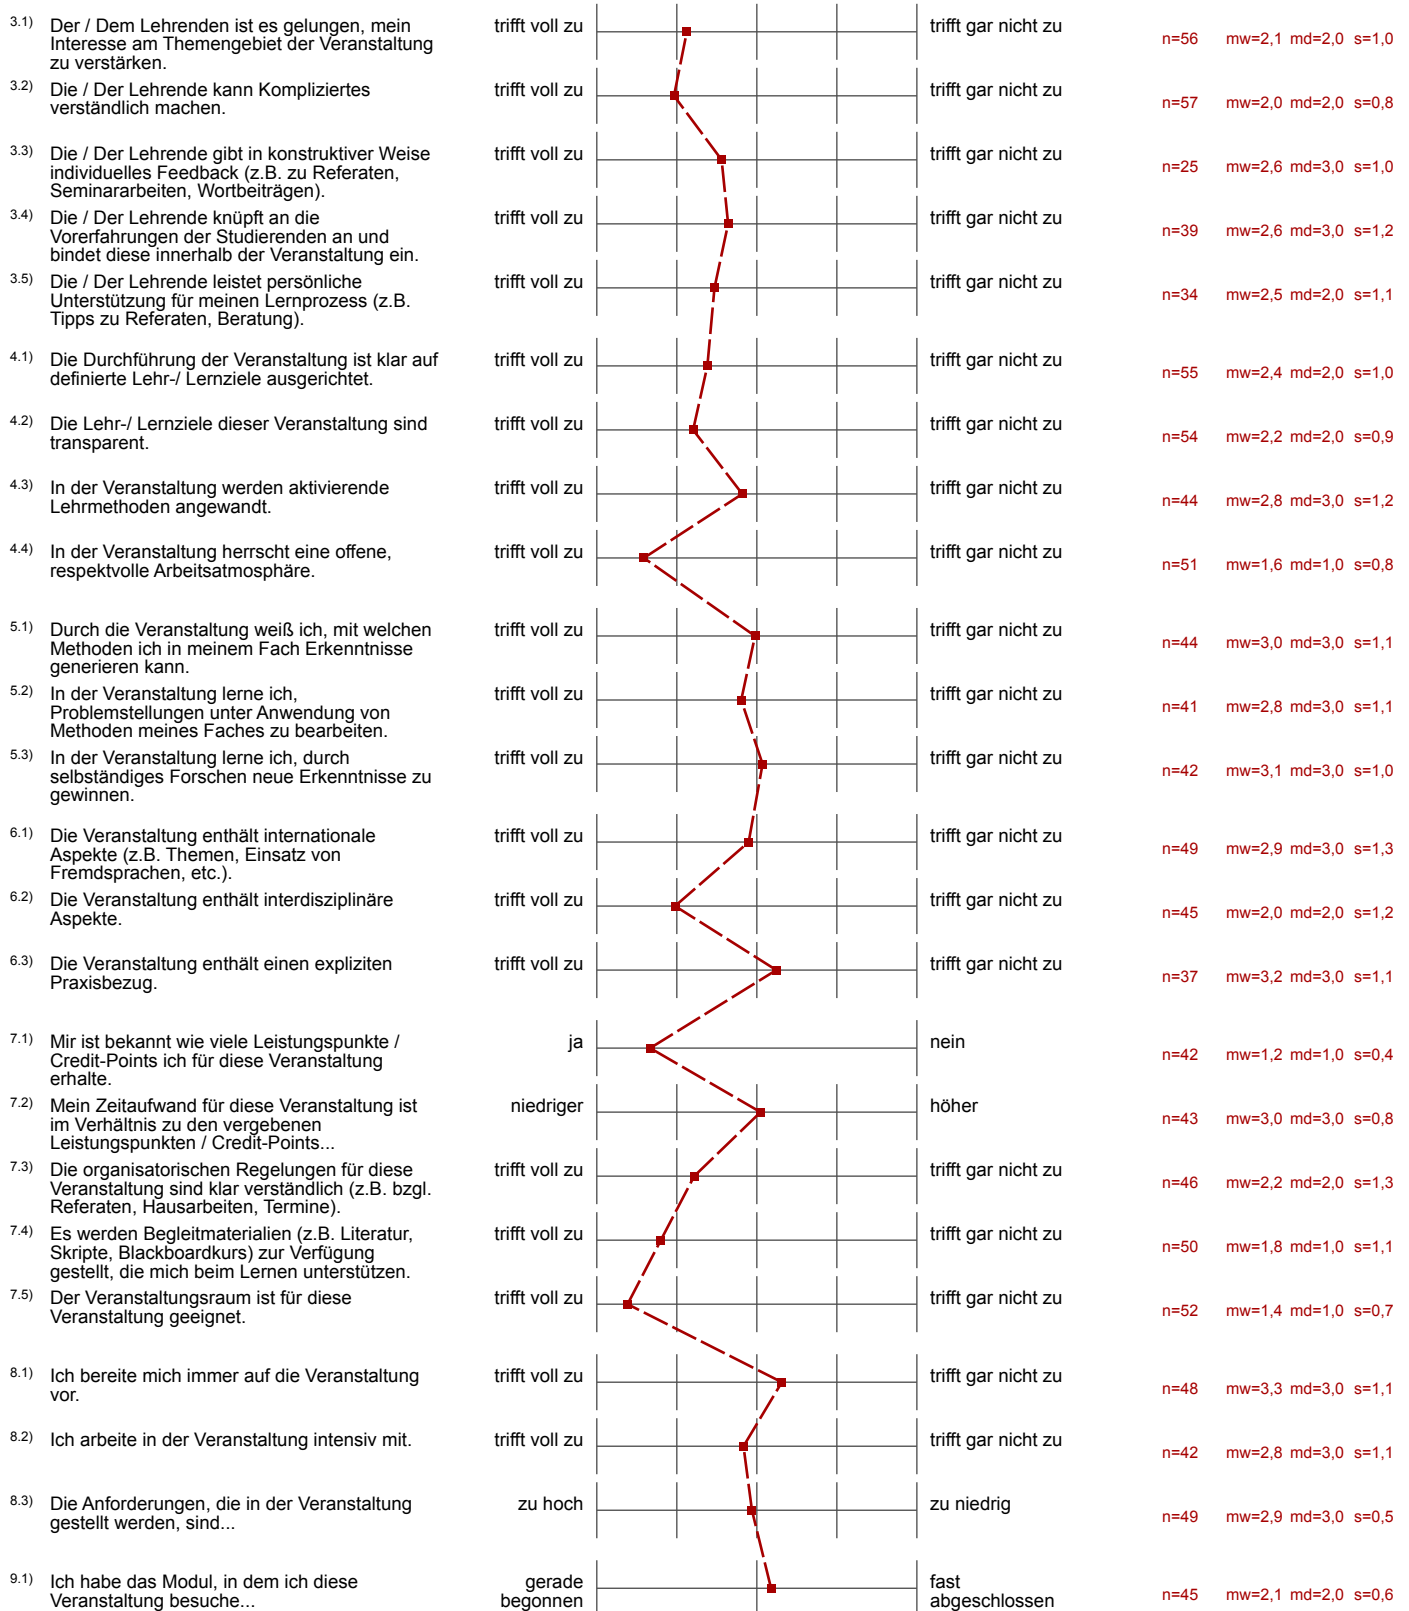 3.1) Der / Dem Lehrenden ist es gelungen, mein
Interesse am Themengebiet der Veranstaltung
zu verstärken.
trifft voll zu trifft gar nicht zu
n=56 mw=2,1 md=2,0 s=1,0
3.2) Die / Der Lehrende kann Kompliziertes
verständlich machen.
trifft voll zu trifft gar nicht zu
n=57 mw=2,0 md=2,0 s=0,8
3.3) Die / Der Lehrende gibt in konstruktiver Weise
individuelles Feedback (z.B. zu Referaten,
Seminararbeiten, Wortbeiträgen).
trifft voll zu trifft gar nicht zu
n=25 mw=2,6 md=3,0 s=1,0
3.4) Die / Der Lehrende knüpft an die
Vorerfahrungen der Studierenden an und
bindet diese innerhalb der Veranstaltung ein.
trifft voll zu trifft gar nicht zu
n=39 mw=2,6 md=3,0 s=1,2
3.5) Die / Der Lehrende leistet persönliche
Unterstützung für meinen Lernprozess (z.B.
Tipps zu Referaten, Beratung).
trifft voll zu trifft gar nicht zu
n=34 mw=2,5 md=2,0 s=1,1
4.1) Die Durchführung der Veranstaltung ist klar auf
definierte Lehr-/ Lernziele ausgerichtet.
trifft voll zu trifft gar nicht zu
n=55 mw=2,4 md=2,0 s=1,0
4.2) Die Lehr-/ Lernziele dieser Veranstaltung sind
transparent.
trifft voll zu trifft gar nicht zu
n=54 mw=2,2 md=2,0 s=0,9
4.3) In der Veranstaltung werden aktivierende
Lehrmethoden angewandt.
trifft voll zu trifft gar nicht zu
n=44 mw=2,8 md=3,0 s=1,2
4.4) In der Veranstaltung herrscht eine offene,
respektvolle Arbeitsatmosphäre.
trifft voll zu trifft gar nicht zu
n=51 mw=1,6 md=1,0 s=0,8
5.1) Durch die Veranstaltung weiß ich, mit welchen
Methoden ich in meinem Fach Erkenntnisse
generieren kann.
trifft voll zu trifft gar nicht zu
n=44 mw=3,0 md=3,0 s=1,1
5.2) In der Veranstaltung lerne ich,
Problemstellungen unter Anwendung von
Methoden meines Faches zu bearbeiten.
trifft voll zu trifft gar nicht zu
n=41 mw=2,8 md=3,0 s=1,1
5.3) In der Veranstaltung lerne ich, durch
selbständiges Forschen neue Erkenntnisse zu
gewinnen.
trifft voll zu trifft gar nicht zu
n=42 mw=3,1 md=3,0 s=1,0
6.1) Die Veranstaltung enthält internationale
Aspekte (z.B. Themen, Einsatz von
Fremdsprachen, etc.).
trifft voll zu trifft gar nicht zu
n=49 mw=2,9 md=3,0 s=1,3
6.2) Die Veranstaltung enthält interdisziplinäre
Aspekte.
trifft voll zu trifft gar nicht zu
n=45 mw=2,0 md=2,0 s=1,2
6.3) Die Veranstaltung enthält einen expliziten
Praxisbezug.
trifft voll zu trifft gar nicht zu
n=37 mw=3,2 md=3,0 s=1,1
7.1) Mir ist bekannt wie viele Leistungspunkte /
Credit-Points ich für diese Veranstaltung
erhalte.
ja nein
n=42 mw=1,2 md=1,0 s=0,4
7.2) Mein Zeitaufwand für diese Veranstaltung ist
im Verhältnis zu den vergebenen
Leistungspunkten / Credit-Points...
niedriger höher
n=43 mw=3,0 md=3,0 s=0,8
7.3) Die organisatorischen Regelungen für diese
Veranstaltung sind klar verständlich (z.B. bzgl.
Referaten, Hausarbeiten, Termine).
trifft voll zu trifft gar nicht zu
n=46 mw=2,2 md=2,0 s=1,3
7.4) Es werden Begleitmaterialien (z.B. Literatur,
Skripte, Blackboardkurs) zur Verfügung
gestellt, die mich beim Lernen unterstützen.
trifft voll zu trifft gar nicht zu
n=50 mw=1,8 md=1,0 s=1,1
7.5) Der Veranstaltungsraum ist für diese
Veranstaltung geeignet.
trifft voll zu trifft gar nicht zu
n=52 mw=1,4 md=1,0 s=0,7
8.1) Ich bereite mich immer auf die Veranstaltung
vor.
trifft voll zu trifft gar nicht zu
n=48 mw=3,3 md=3,0 s=1,1
8.2) Ich arbeite in der Veranstaltung intensiv mit.
trifft voll zu trifft gar nicht zu
n=42 mw=2,8 md=3,0 s=1,1
8.3) Die Anforderungen, die in der Veranstaltung
gestellt werden, sind...
zu hoch zu niedrig
n=49 mw=2,9 md=3,0 s=0,5
9.1) Ich habe das Modul, in dem ich diese
Veranstaltung besuche...
gerade
begonnen
fast
abgeschlossen
n=45 mw=2,1 md=2,0 s=0,6